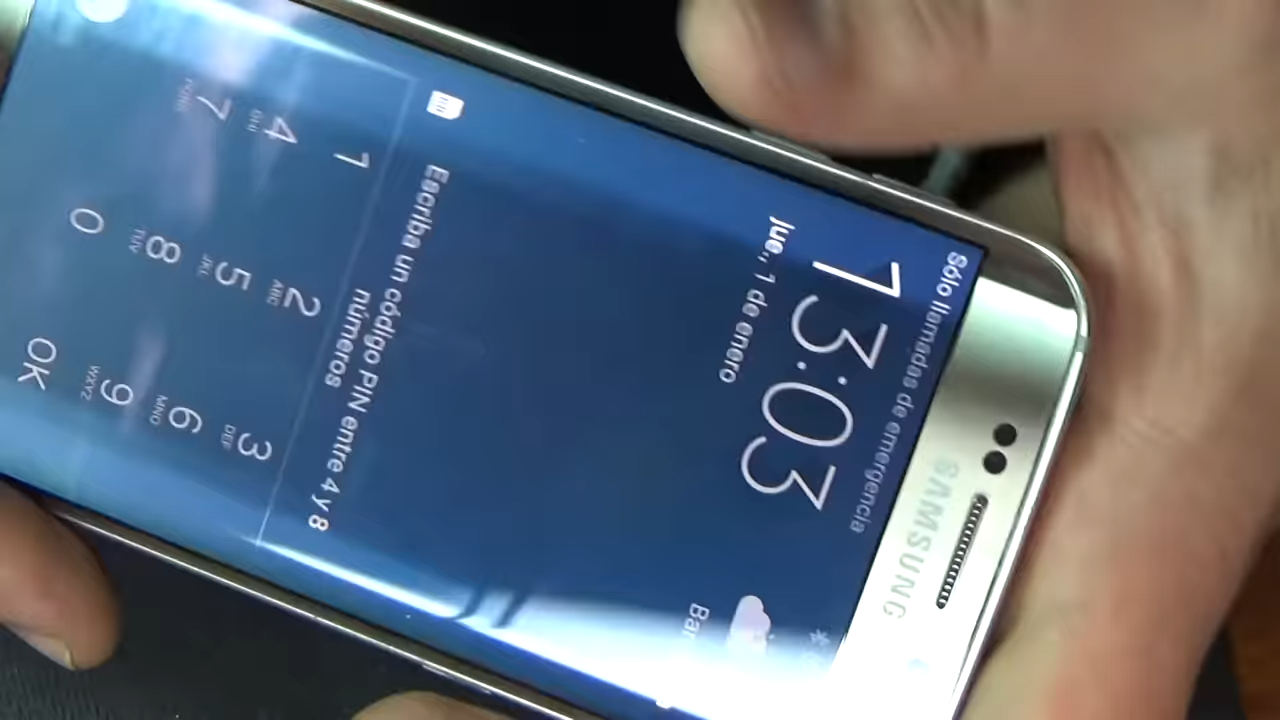 SAMSUNG
Sólo llamadas de emergencia
13:03
jue., 1 de enero
Bar
Escriba un código PIN entre 4 y 8
números
1
2 ABC
3 DEF
4 GHI
5 JKL
6 MNO
7 PQRS
8 TUV
9 WXYZ
0
OK